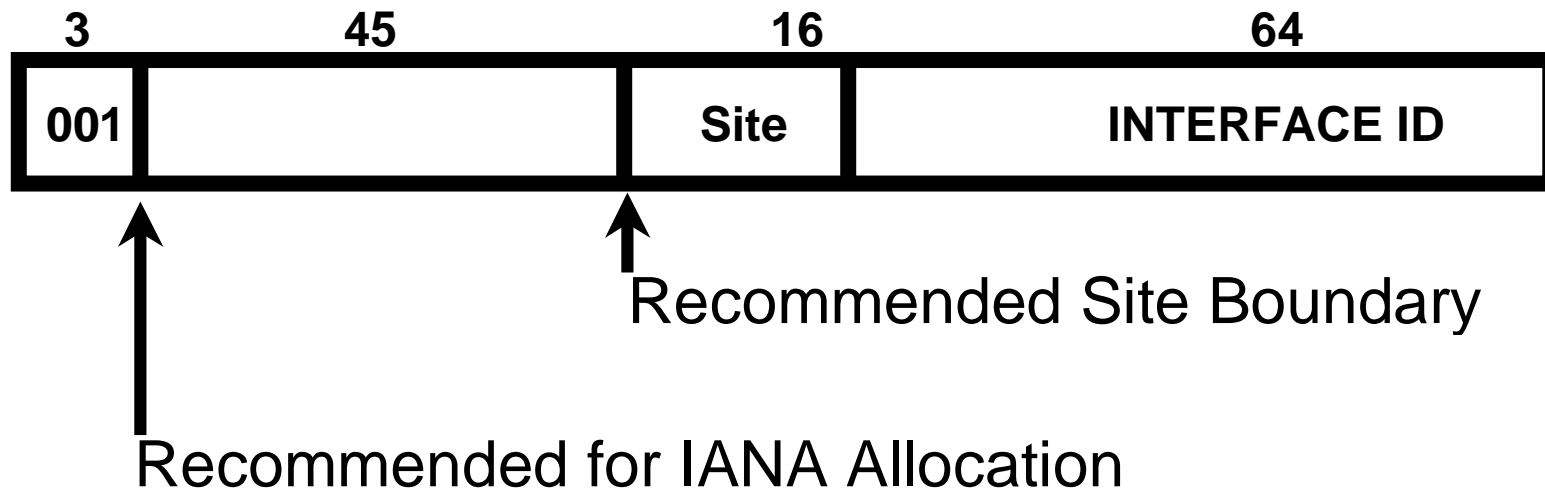 3 45 16 64
001 Site INTERFACE ID
Recommended Site Boundary
Recommended for IANA Allocation